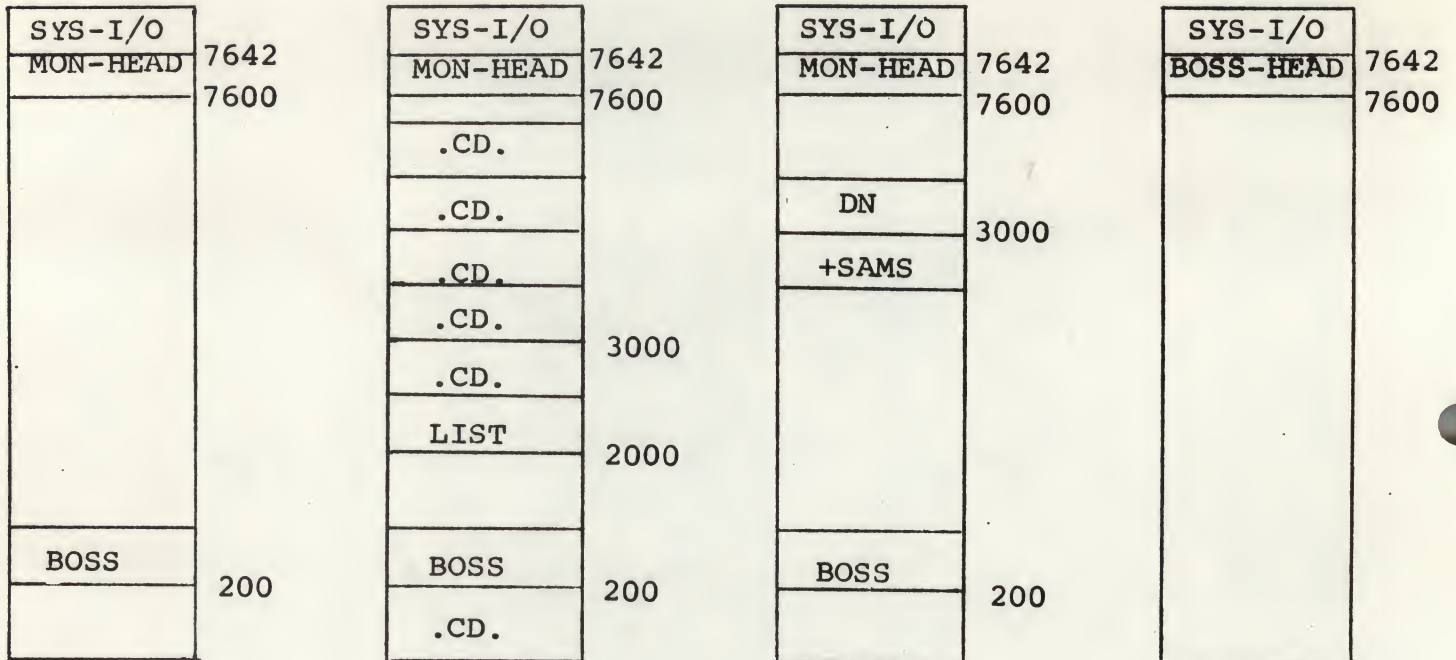 SYS-I/O
MON-HEAD 7642
7600
BOSS
200
SYS-I/O
MON-HEAD 7642
7600
.CD.
.CD.
.CD.
.CD.
3000
.CD.
LIST
2000
BOSS
200
.CD.
SYS-I/O
MON-HEAD 7642
7600
DN
3000
+SAMS
BOSS
200
SYS-I/O
BOSS-HEAD 7642
7600